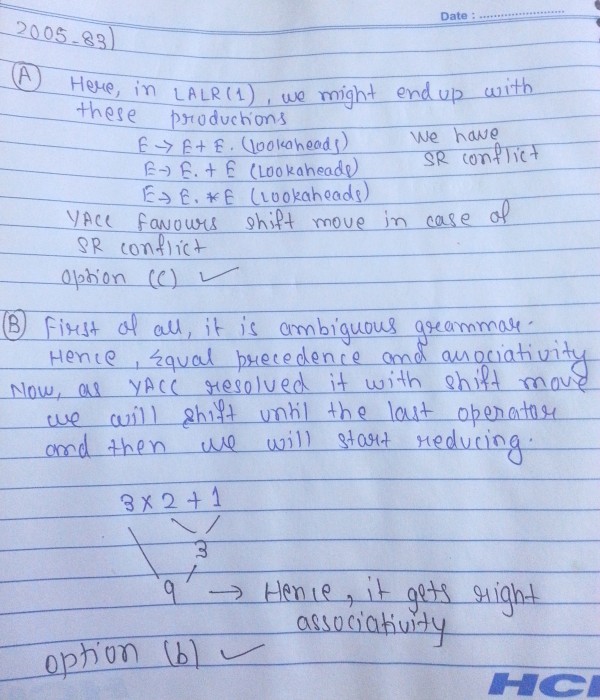 Date : ..............................
2005-83)
(A) Here, in LALR(1), we might end up with
these productions
E → E + E. (lookaheads) We have
E → E. + E (Lookaheads) SR conflict
E → E. * E (Lookaheads)
YACC favours shift move in case of
SR conflict
option (c) ✓
(B) First of all, it is ambiguous grammar.
Hence, Equal precedence and associativity
Now, as YACC resolved it with shift move
we will shift until the last operator
and then we will start reducing.
3 × 2 + 1
3
9 → Hence, it gets right
associativity
option (b) ✓
HCL